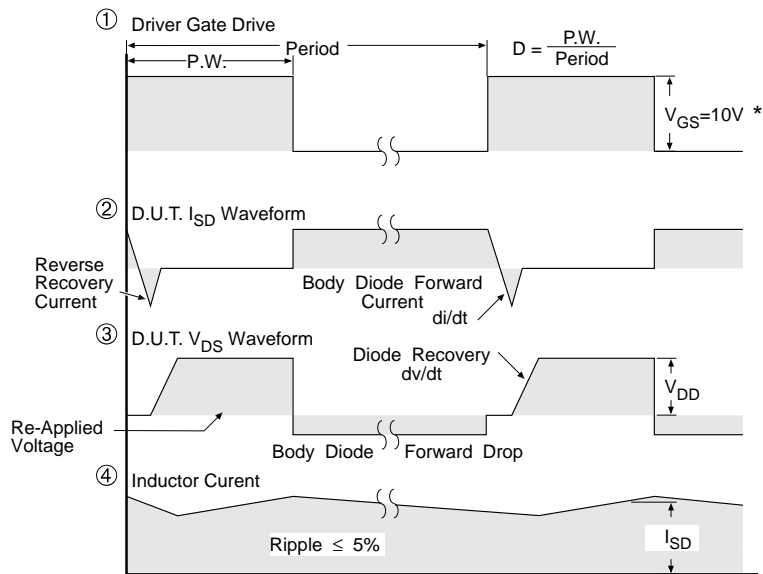 ① Driver Gate Drive
Period
P.W.
D = P.W. / Period
V_GS=10V *
② D.U.T. I_SD Waveform
Reverse
Recovery
Current
Body Diode Forward
Current
di/dt
③ D.U.T. V_DS Waveform
Diode Recovery
dv/dt
V_DD
Re-Applied
Voltage
Body Diode Forward Drop
④ Inductor Curent
Ripple ≤ 5%
I_SD